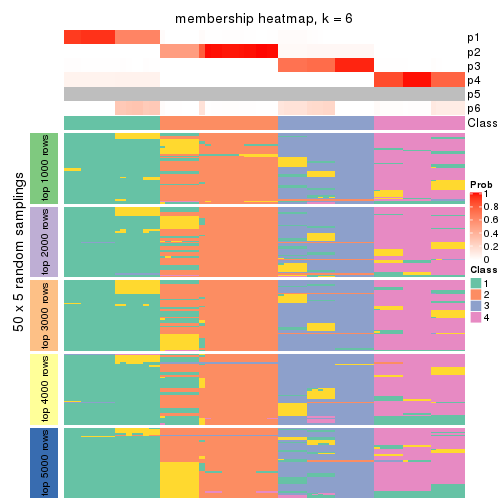 membership heatmap, k = 6
p1
p2
p3
p4
p5
p6
Class
50 x 5 random samplings
top 1000 rows
top 2000 rows
top 3000 rows
top 4000 rows
top 5000 rows
Prob
1
0.8
0.6
0.4
0.2
0
Class
1
2
3
4